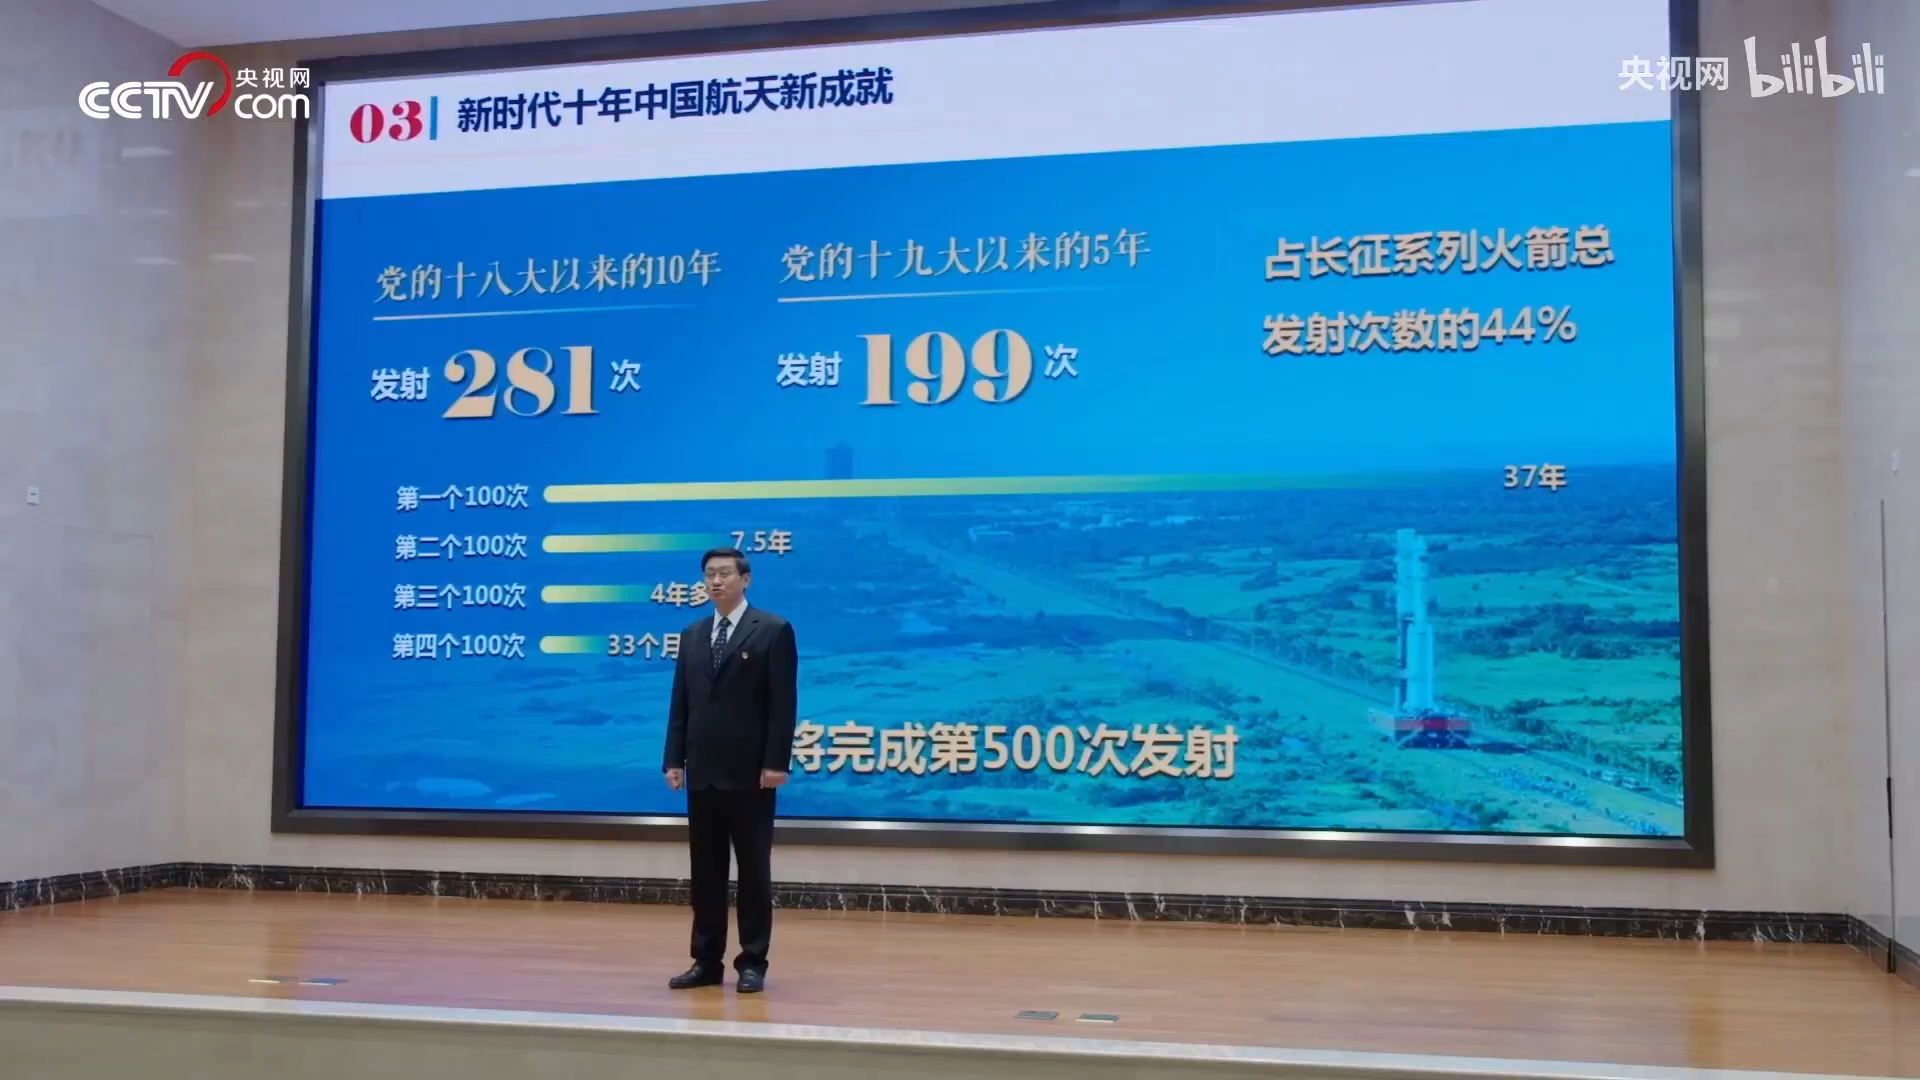 CCTV.com 央视网
央视网 bilibili
03 新时代十年中国航天新成就
党的十八大以来的10年
发射281次
党的十九大以来的5年
发射199次
占长征系列火箭总
发射次数的44%
第一个100次 37年
第二个100次 7.5年
第三个100次 4年多
第四个100次 33个月
将完成第500次发射